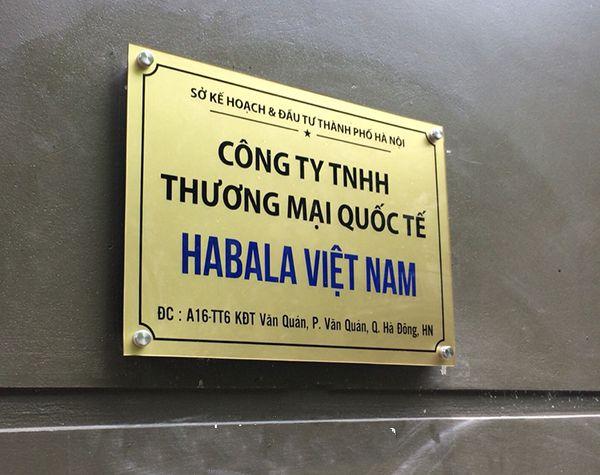 SỞ KẾ HOẠCH & ĐẦU TƯ THÀNH PHỐ HÀ NỘI
CÔNG TY TNHH
THƯƠNG MẠI QUỐC TẾ
HABALA VIỆT NAM
ĐC : A16-TT6 KĐT Văn Quán, P. Văn Quán, Q. Hà Đông, HN